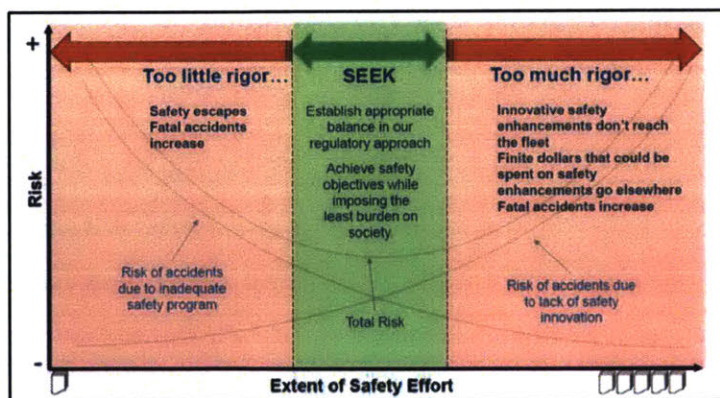 +
Too little rigor…
SEEK
Too much rigor…
Safety escapes
Fatal accidents
increase
Establish appropriate
balance in our
regulatory approach
Achieve safety
objectives while
imposing the
least burden on
society.
Innovative safety
enhancements don't reach
the fleet
Finite dollars that could be
spent on safety
enhancements go elsewhere
Fatal accidents increase
Risk
Risk of accidents
due to inadequate
safety program
Total Risk
Risk of accidents due
to lack of safety
innovation
-
Extent of Safety Effort